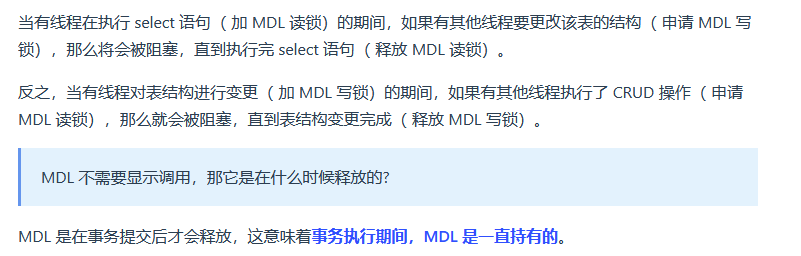 当有线程在执行 select 语句（ 加 MDL 读锁）的期间，如果有其他线程要更改该表的结构（ 申请 MDL 写
锁），那么将会被阻塞，直到执行完 select 语句（ 释放 MDL 读锁）。
反之，当有线程对表结构进行变更（ 加 MDL 写锁）的期间，如果有其他线程执行了 CRUD 操作（ 申请
MDL 读锁），那么就会被阻塞，直到表结构变更完成（ 释放 MDL 写锁）。
MDL 不需要显示调用，那它是在什么时候释放的?
MDL 是在事务提交后才会释放，这意味着事务执行期间，MDL 是一直持有的。